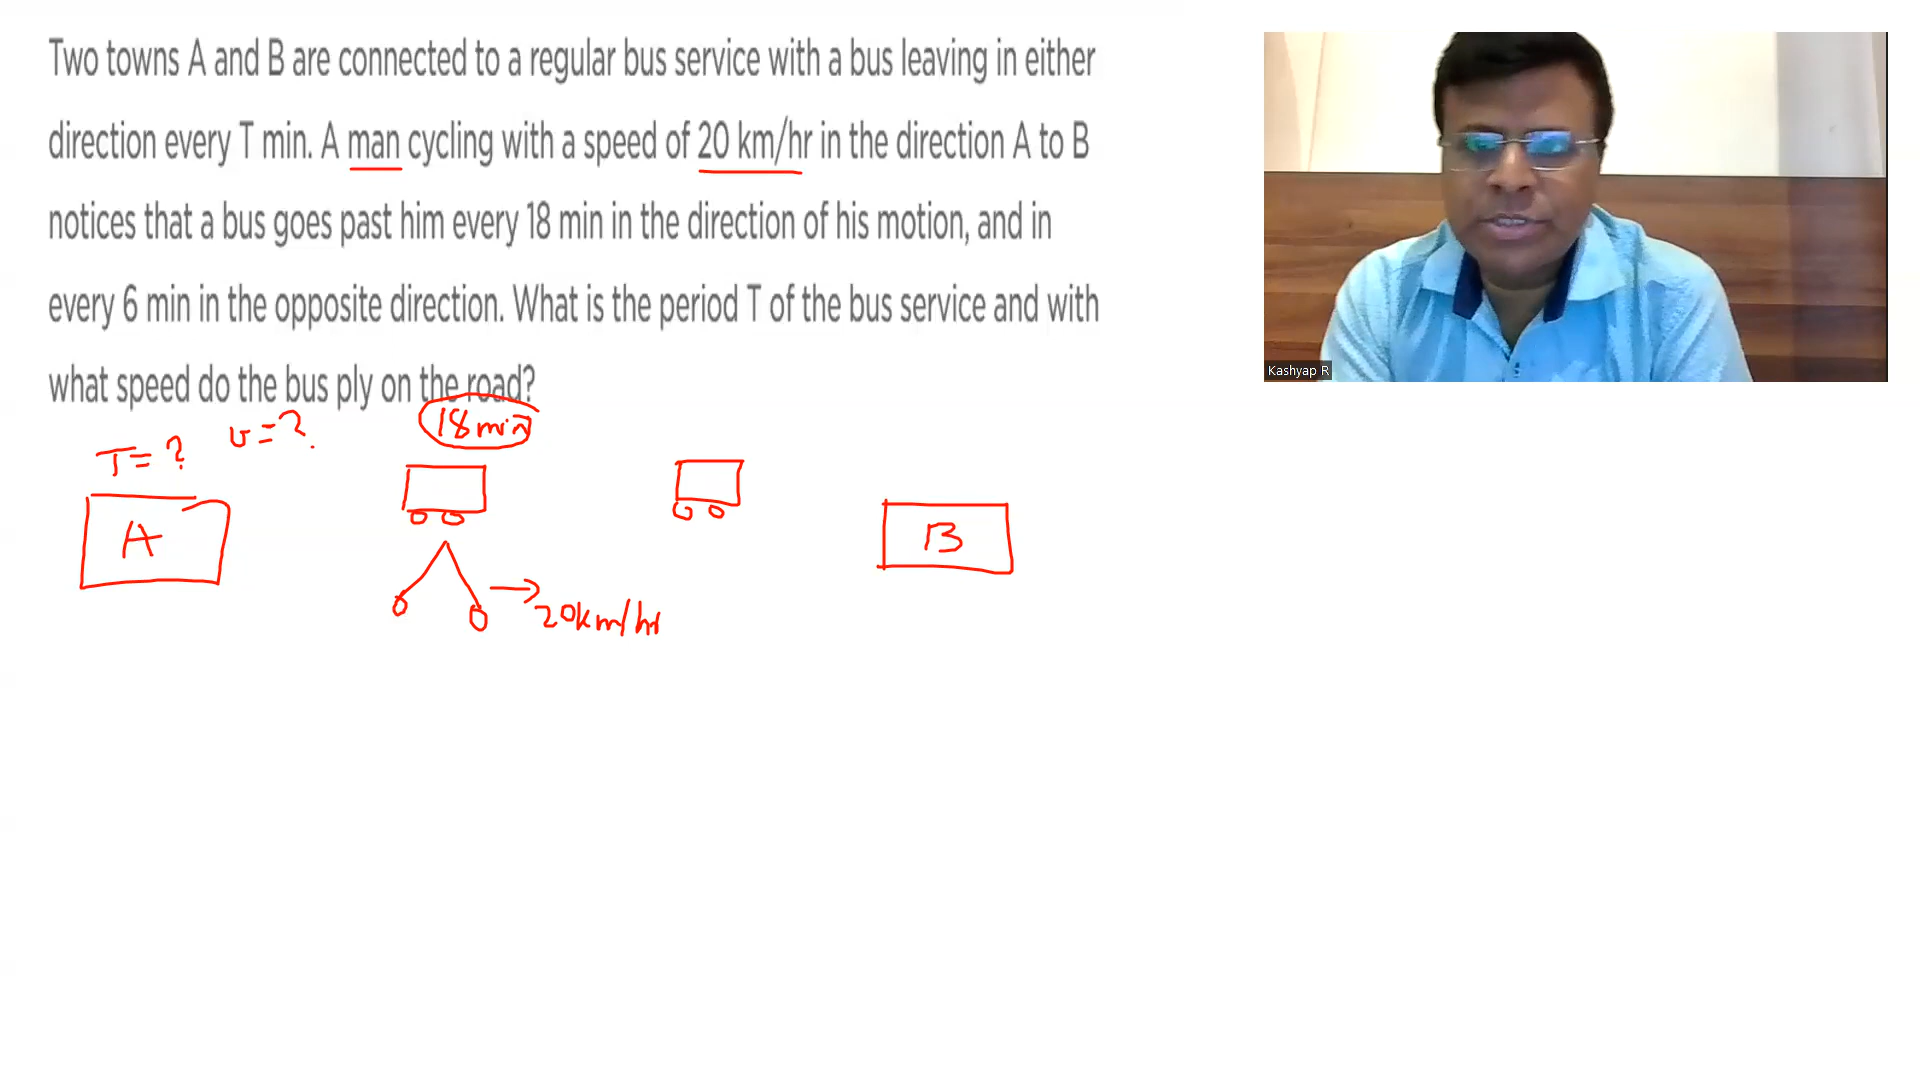 Two towns A and B are connected to a regular bus service with a bus leaving in either
direction every T min. A man cycling with a speed of 20 km/hr in the direction A to B
notices that a bus goes past him every 18 min in the direction of his motion, and in
every 6 min in the opposite direction. What is the period T of the bus service and with
what speed do the bus ply on the road?
Kashyap R
T=? v=?
18min
A
B
20km/hr